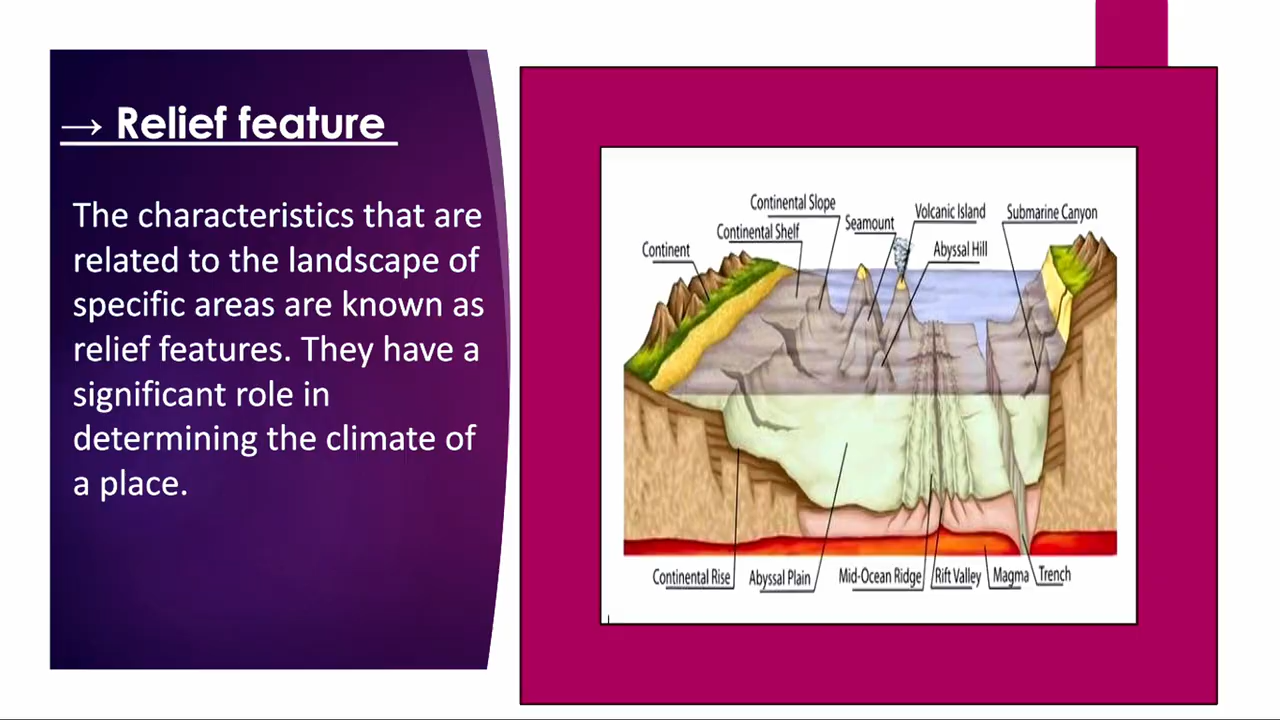 → Relief feature
The characteristics that are
related to the landscape of
specific areas are known as
relief features. They have a
significant role in
determining the climate of
a place.
Continental Slope
Continental Shelf
Continent
Seamount
Volcanic Island
Abyssal Hill
Submarine Canyon
Continental Rise
Abyssal Plain
Mid-Ocean Ridge
Rift Valley
Magma
Trench